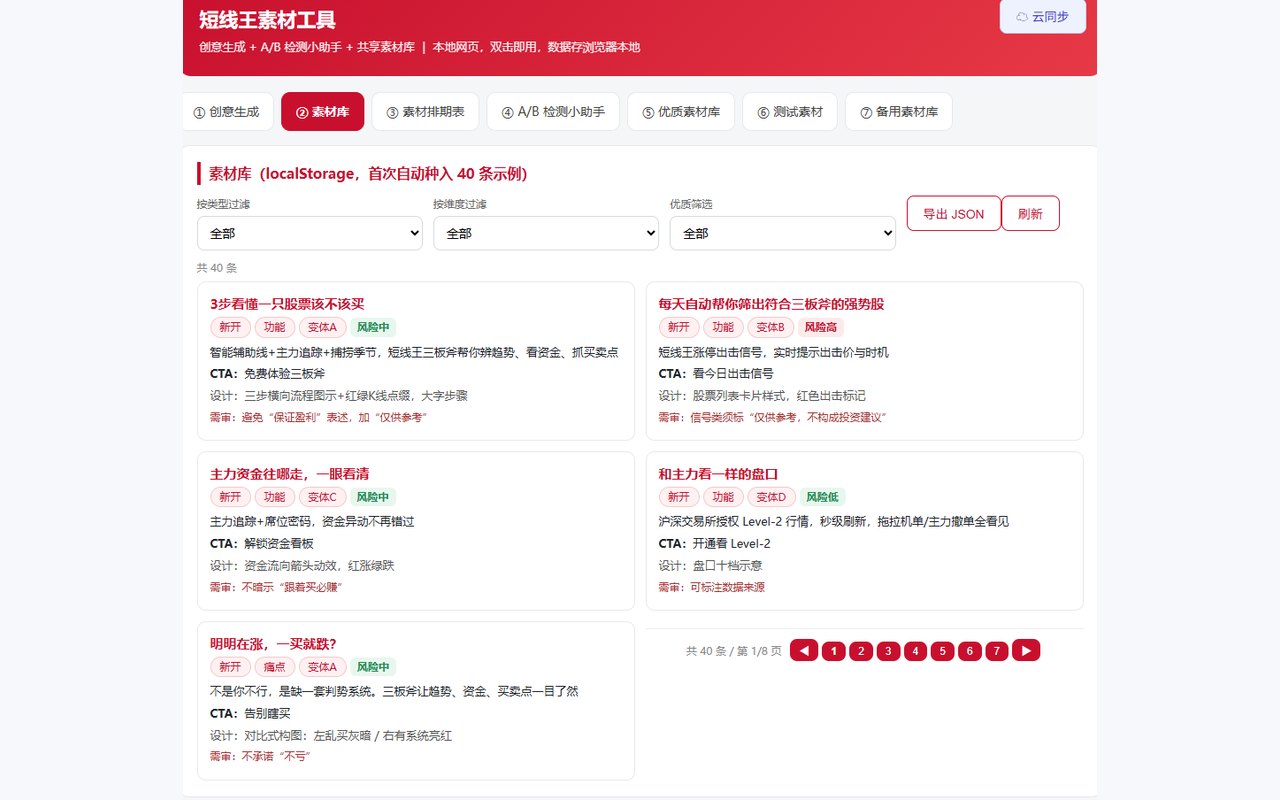 短线王素材工具
云同步
创意生成 + A/B 检测小助手 + 共享素材库 | 本地网页，双击即用，数据存浏览器本地
① 创意生成
② 素材库
③ 素材排期表
④ A/B 检测小助手
⑤ 优质素材库
⑥ 测试素材
⑦ 备用素材库
素材库（localStorage，首次自动种入 40 条示例）
按类型过滤
按维度过滤
优质筛选
全部
全部
全部
导出 JSON
刷新
共 40 条
3步看懂一只股票该不该买
新开 功能 变体A 风险中
智能辅助线+主力追踪+捕捞季节，短线王三板斧帮你辨趋势、看资金、抓买卖点
CTA：免费体验三板斧
设计：三步横向流程图示+红绿K线点缀，大字步骤
需审：避免“保证盈利”表述，加“仅供参考”
每天自动帮你筛出符合三板斧的强势股
新开 功能 变体B 风险高
短线王涨停出击信号，实时提示出击价与时机
CTA：看今日出击信号
设计：股票列表卡片样式，红色出击标记
需审：信号类须标“仅供参考，不构成投资建议”
主力资金往哪走，一眼看清
新开 功能 变体C 风险中
主力追踪+席位密码，资金异动不再错过
CTA：解锁资金看板
设计：资金流向箭头动效，红涨绿跌
需审：不暗示“跟着买必赚”
和主力看一样的盘口
新开 功能 变体D 风险低
沪深交易所授权 Level-2 行情，秒级刷新，拖拉机单/主力撤单全看见
CTA：开通看 Level-2
设计：盘口十档示意
需审：可标注数据来源
明明在涨，一买就跌？
新开 痛点 变体A 风险中
不是你不行，是缺一套判势系统。三板斧让趋势、资金、买卖点一目了然
CTA：告别瞎买
设计：对比式构图：左乱买灰暗 / 右有系统亮红
需审：不承诺“不亏”
共 40 条 / 第 1/8 页 ◀ 1 2 3 4 5 6 7 ▶